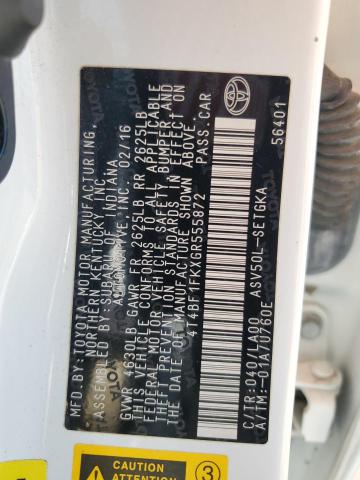 MFD.BY:TOYOTA MOTOR
NORTHERN KENTUCKY MANUFACTURING,
ASSEMBLED BY: SUBARU OF INDIANA
AUTOMOTIVE, INC. 02/16
GVWR 4630LB GAWR FR 2625LB RR 2625LB
THIS VEHICLE CONFORMS TO ALL APPLICABLE
FEDERAL MOTOR VEHICLE SAFETY, BUMPER AND
THEFT PREVENTION STANDARDS IN EFFECT ON
THE DATE OF MANUFACTURE SHOWN ABOVE.
4T4BF1FKXGR555872 PASS.CAR
C/TR:040/LA00 ASV50L-SETGKA
A/TM:-01A/U760E 56401
TOYOTA
CAUTION
ATTENTION
3